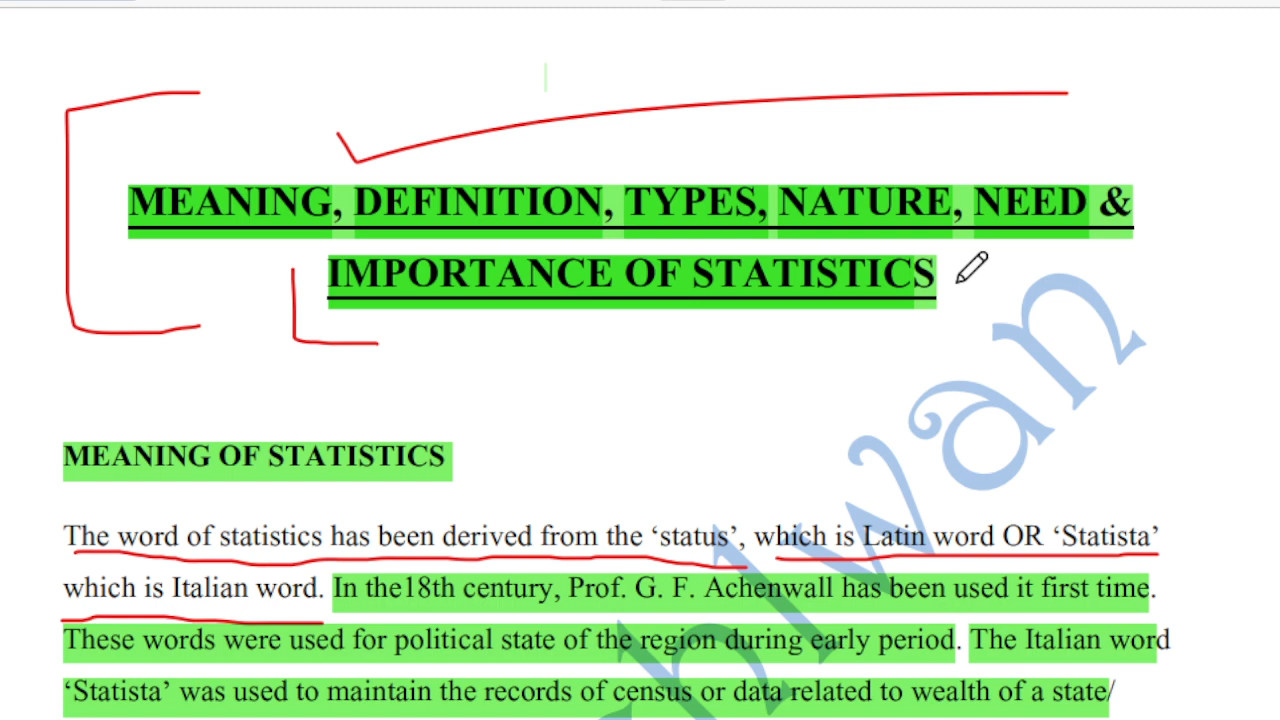 MEANING, DEFINITION, TYPES, NATURE, NEED &
IMPORTANCE OF STATISTICS
MEANING OF STATISTICS
The word of statistics has been derived from the ‘status’, which is Latin word OR ‘Statista’
which is Italian word. In the18th century, Prof. G. F. Achenwall has been used it first time.
These words were used for political state of the region during early period. The Italian word
‘Statista’ was used to maintain the records of census or data related to wealth of a state/